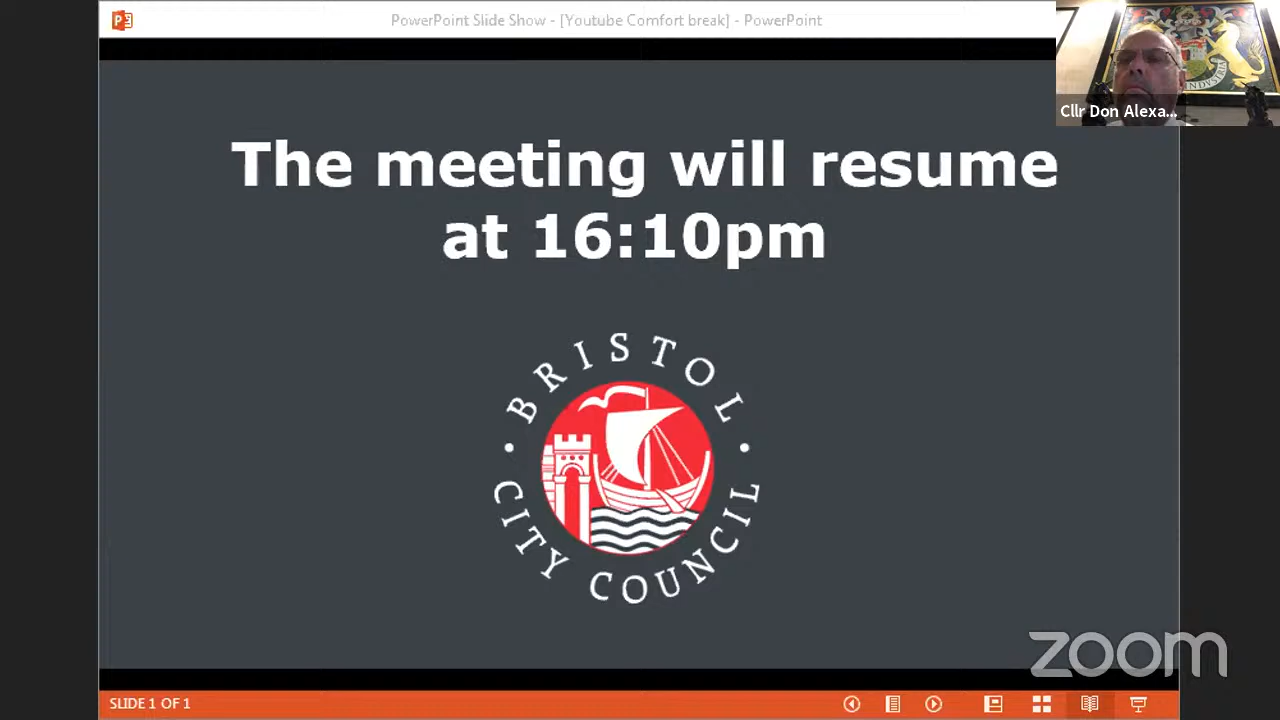 PowerPoint Slide Show - [Youtube Comfort break] - PowerPoint
Cllr Don Alexa...
The meeting will resume
at 16:10pm
· BRISTOL ·
CITY COUNCIL
zoom
SLIDE 1 OF 1